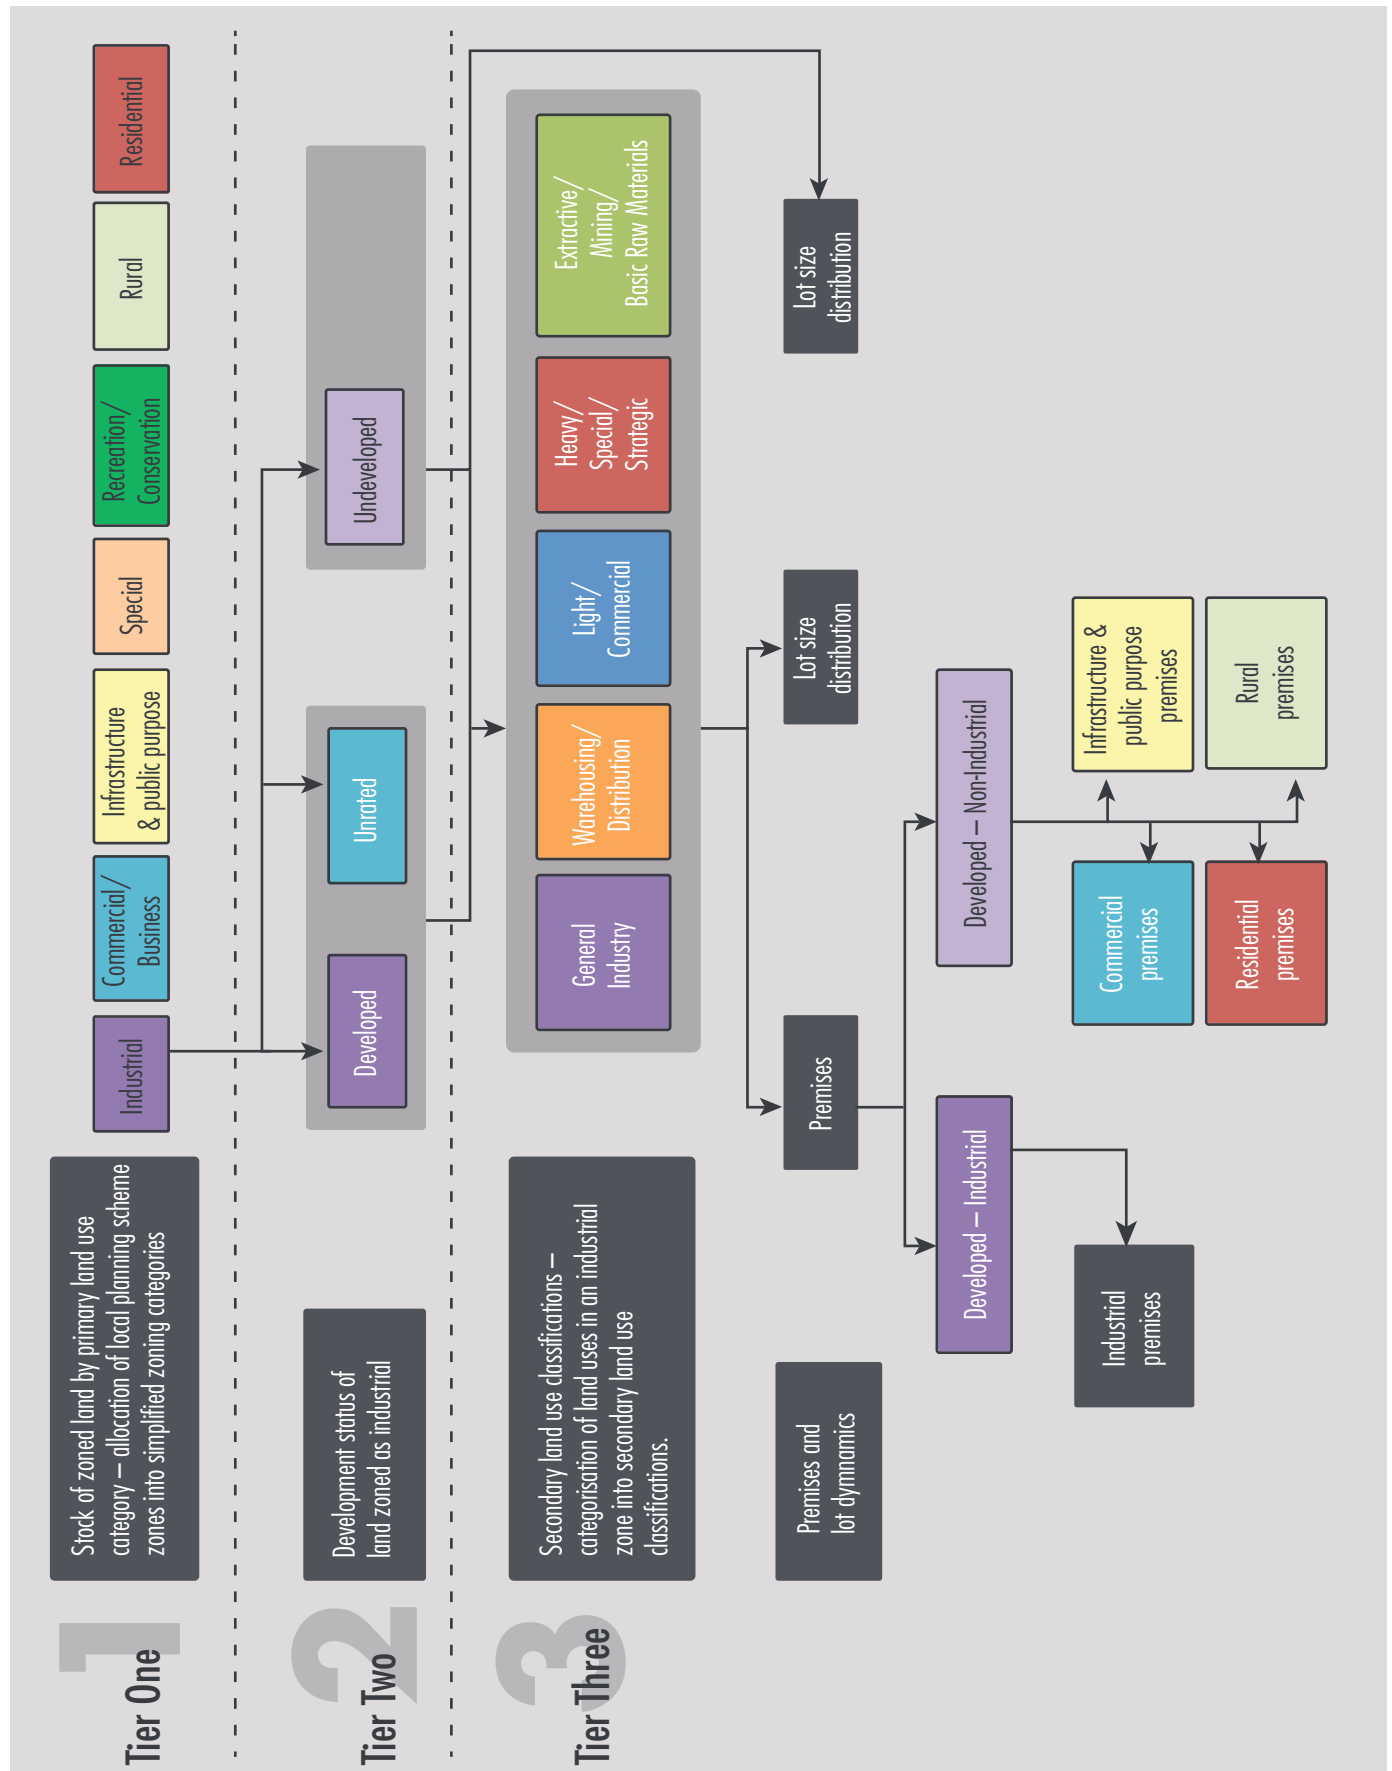 1
Tier One
Stock of zoned land by primary land use
category – allocation of local planning scheme
zones into simplified zoning categories
Industrial
Commercial/
Business
Infrastructure
& public purpose
Special
Recreation/
Conservation
Rural
Residential
2
Tier Two
Development status of
land zoned as industrial
Developed
Unrated
Undeveloped
3
Tier Three
Secondary land use classifications –
categorisation of land uses in an industrial
zone into secondary land use
classifications.
General
Industry
Warehousing/
Distribution
Light/
Commercial
Heavy/
Special/
Strategic
Extractive/
Mining/
Basic Raw Materials
Premises and
lot dymnamics
Premises
Lot size
distribution
Lot size
distribution
Developed – Industrial
Developed – Non-Industrial
Industrial
premises
Commercial
premises
Infrastructure &
public purpose
premises
Residential
premises
Rural
premises